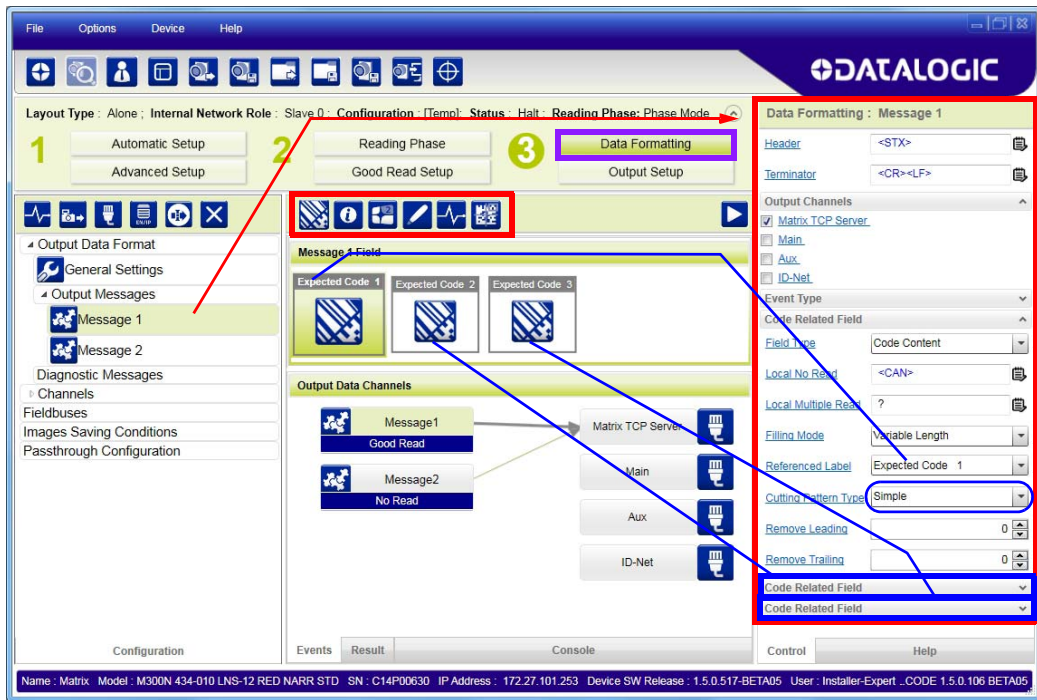 File Options Device Help
DATALOGIC
Layout Type : Alone ; Internal Network Role : Slave 0 : Configuration : [Temp]; Status : Halt : Reading Phase: Phase Mode
1 Automatic Setup
Advanced Setup
2 Reading Phase
Good Read Setup
3 Data Formatting
Output Setup
EN/IP
Output Data Format
General Settings
Output Messages
Message 1
Message 2
Diagnostic Messages
Channels
Fieldbuses
Images Saving Conditions
Passthrough Configuration
Configuration
Message 1 Field
Expected Code 1 Expected Code 2 Expected Code 3
Output Data Channels
Message1
Good Read
Message2
No Read
Matrix TCP Server
Main
Aux
ID-Net
Events Result Console
Data Formatting : Message 1
Header <STX>
Terminator <CR><LF>
Output Channels
Matrix TCP Server
Main
Aux
ID-Net
Event Type
Code Related Field
Field Type Code Content
Local No Read <CAN>
Local Multiple Read ?
Filling Mode Variable Length
Referenced Label Expected Code 1
Cutting Pattern Type Simple
Remove Leading 0
Remove Trailing 0
Code Related Field
Code Related Field
Control Help
Name : Matrix Model : M300N 434-010 LNS-12 RED NARR STD SN : C14P00630 IP Address : 172.27.101.253 Device SW Release : 1.5.0.517-BETA05 User : Installer-Expert _CODE 1.5.0.106 BETA05